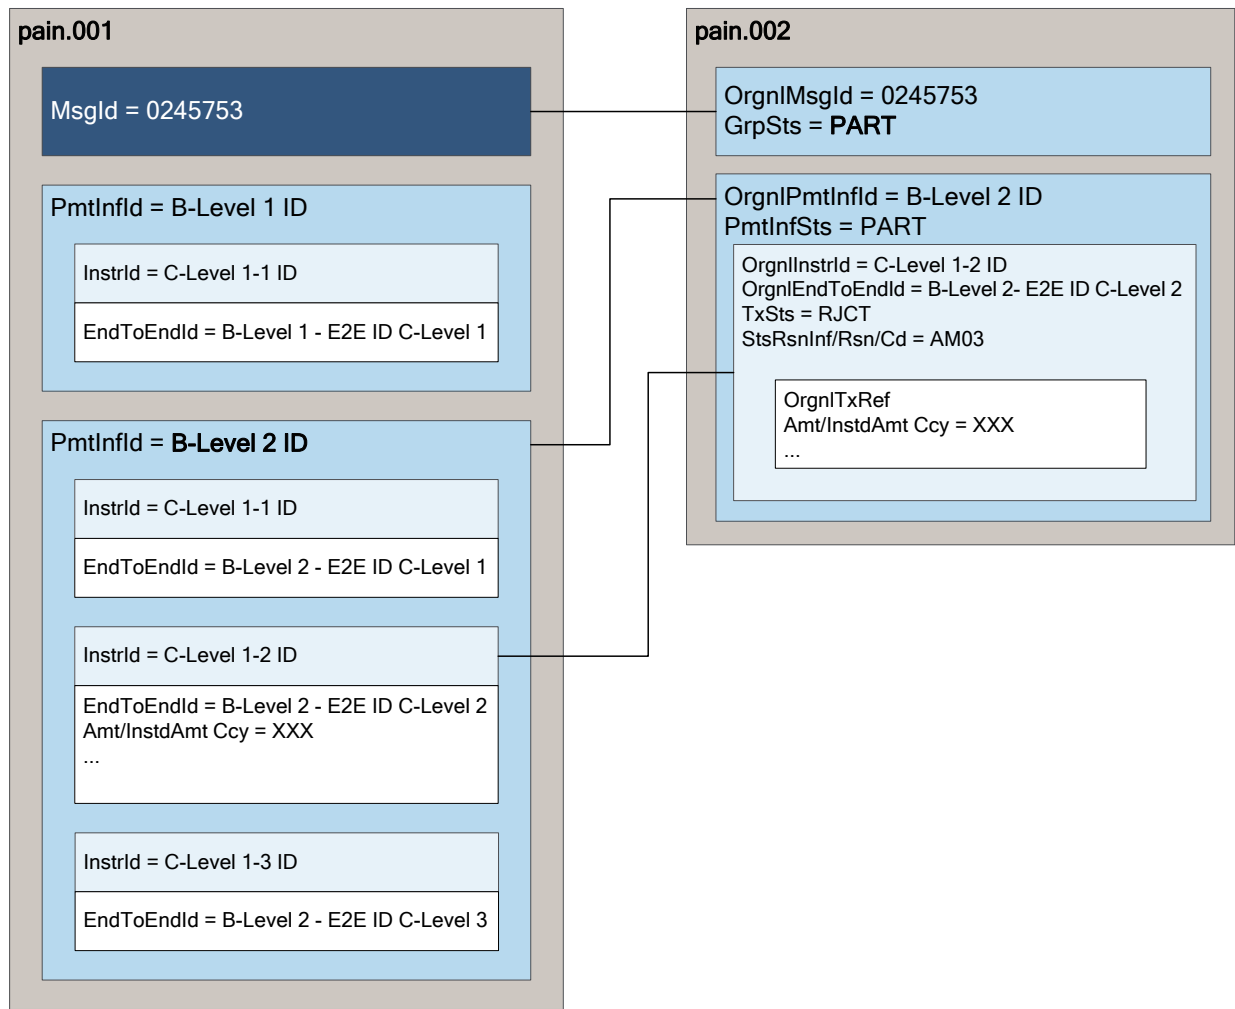 pain.001
MsgId = 0245753
PmtInfId = B-Level 1 ID
InstrId = C-Level 1-1 ID
EndToEndId = B-Level 1 - E2E ID C-Level 1
PmtInfId = B-Level 2 ID
InstrId = C-Level 1-1 ID
EndToEndId = B-Level 2 - E2E ID C-Level 1
InstrId = C-Level 1-2 ID
EndToEndId = B-Level 2 - E2E ID C-Level 2
Amt/InstdAmt Ccy = XXX
...
InstrId = C-Level 1-3 ID
EndToEndId = B-Level 2 - E2E ID C-Level 3
pain.002
OrgnlMsgId = 0245753
GrpSts = PART
OrgnlPmtInfId = B-Level 2 ID
PmtInfSts = PART
OrgnlInstrId = C-Level 1-2 ID
OrgnlEndToEndId = B-Level 2- E2E ID C-Level 2
TxSts = RJCT
StsRsnInf/Rsn/Cd = AM03
OrgnlTxRef
Amt/InstdAmt Ccy = XXX
...